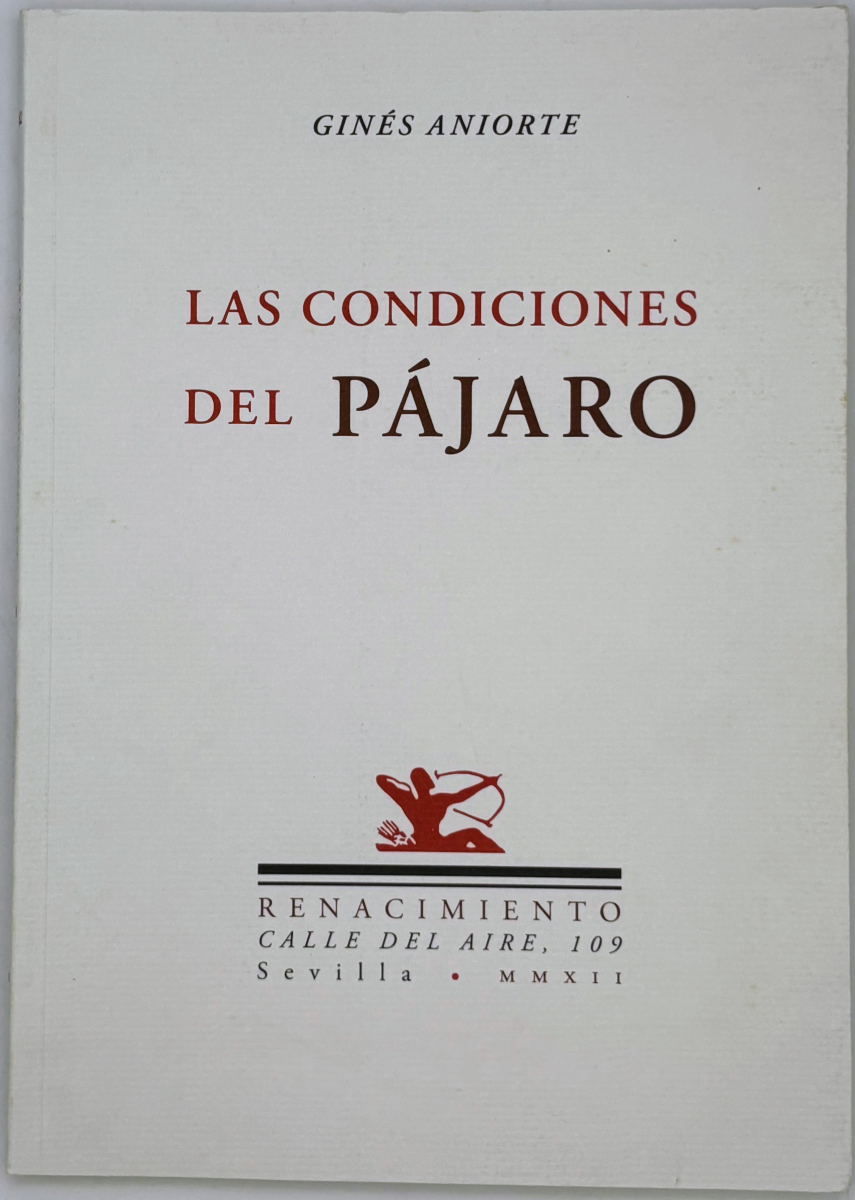 GINÉS ANIORTE
LAS CONDICIONES
DEL PÁJARO
RENACIMIENTO
CALLE DEL AIRE, 109
Sevilla • MMXII